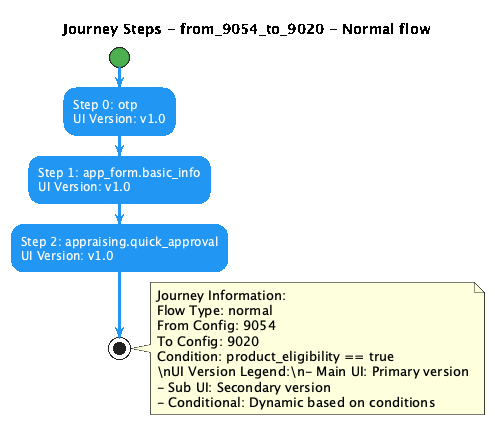 Journey Steps - from_9054_to_9020 - Normal flow
Step 0: otp
UI Version: v1.0
Step 1: app_form.basic_info
UI Version: v1.0
Step 2: appraising.quick_approval
UI Version: v1.0
Journey Information:
Flow Type: normal
From Config: 9054
To Config: 9020
Condition: product_eligibility == true
\nUI Version Legend:\n- Main UI: Primary version
- Sub UI: Secondary version
- Conditional: Dynamic based on conditions